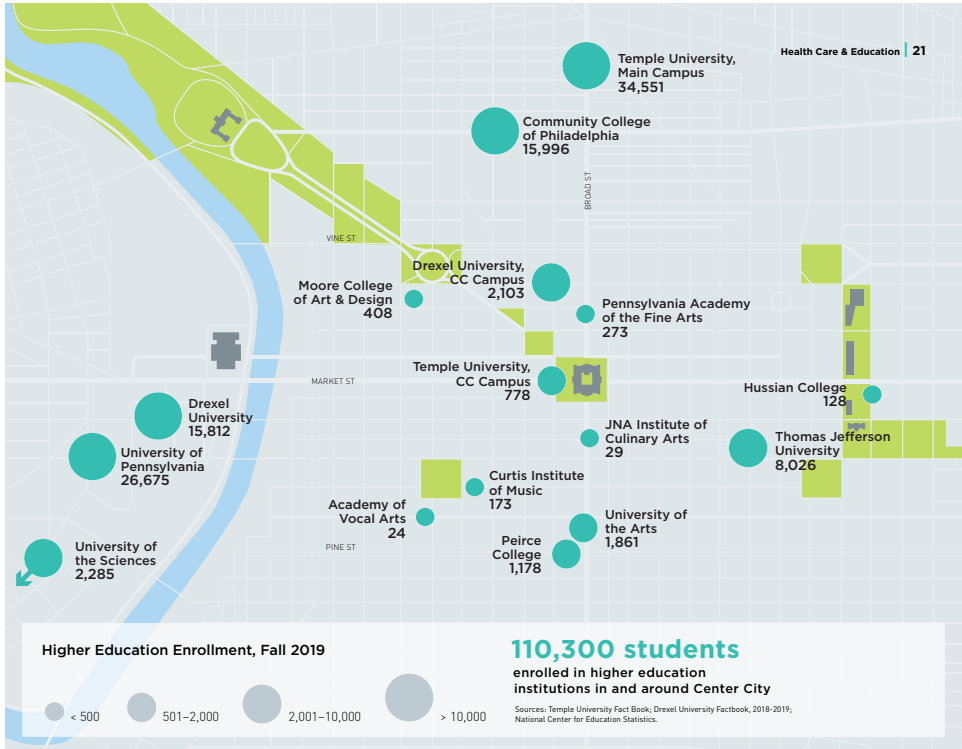 Health Care & Education | 21
Temple University,
Main Campus
34,551
Community College
of Philadelphia
15,996
BROAD ST
VINE ST
Drexel University,
CC Campus
2,103
Moore College
of Art & Design
408
Pennsylvania Academy
of the Fine Arts
273
Temple University,
CC Campus
778
MARKET ST
Hussian College
128
Drexel
University
15,812
JNA Institute of
Culinary Arts
29
Thomas Jefferson
University
8,026
University of
Pennsylvania
26,675
Curtis Institute
of Music
173
Academy of
Vocal Arts
24
University of
the Arts
1,861
Peirce
College
1,178
PINE ST
University of
the Sciences
2,285
Higher Education Enrollment, Fall 2019
< 500
501–2,000
2,001–10,000
> 10,000
110,300 students
enrolled in higher education
institutions in and around Center City
Sources: Temple University Fact Book; Drexel University Factbook, 2018-2019;
National Center for Education Statistics.